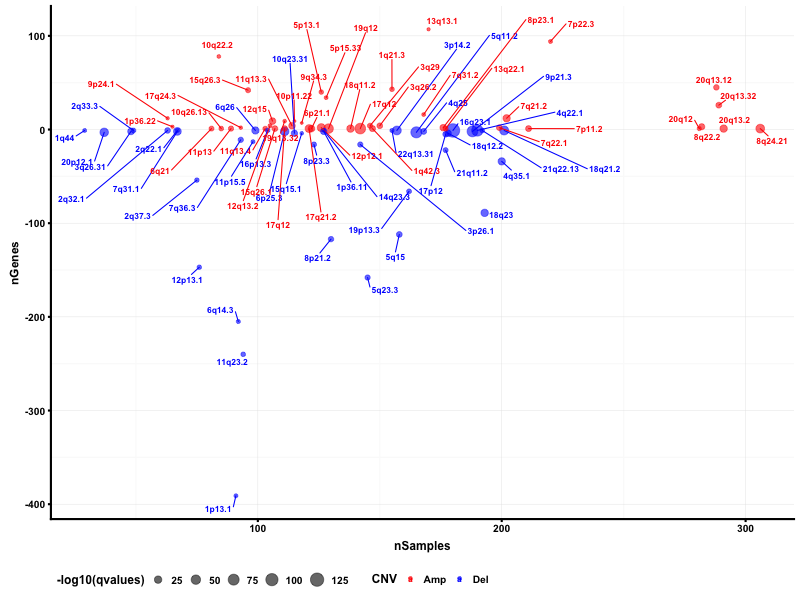 13q13.1
8p23.1
7p22.3
5p13.1
19q12
100
5q11.2
10q22.2
5p15.33
3p14.2
1q21.3
10q23.31
3q29
13q22.1
7q31.2
9p21.3
15q26.3
11q13.3
9q34.3
20q13.12
9p24.1
18q11.2
3q26.2
17q24.3
10p11.22
20q13.32
2q33.3
6q26
12q15
17q12
4q25
7q21.2
10q26.13
8p21.1
4q22.1
1p36.22
16q23.1
20q12
20q13.2
0
7p11.2
1q44
19q13.32
8q22.2
8q24.21
2q22.1
7q22.1
18q12.2
11p13
11q13.4
22q13.31
12p12.1
20p12.1
8p23.3
16p13.3
3q26.31
21q22.13
18q21.2
8q21
1q42.3
21q11.2
4q35.1
11p15.5
7q31.1
1p36.11
15q26.1
15q15.1
17p12
2q32.1
6p25.3
14q23.3
12q13.2
7q36.3
2q37.3
17q21.2
18q23
17q12
19p13.3
3p26.1
-100
8p21.2
5q15
12p13.1
5q23.3
-200
6q14.3
11q23.2
-300
-400
1p13.1
nGenes
100
200
300
nSamples
-log10(qvalues) 25 50 75 100 125 CNV Amp Del